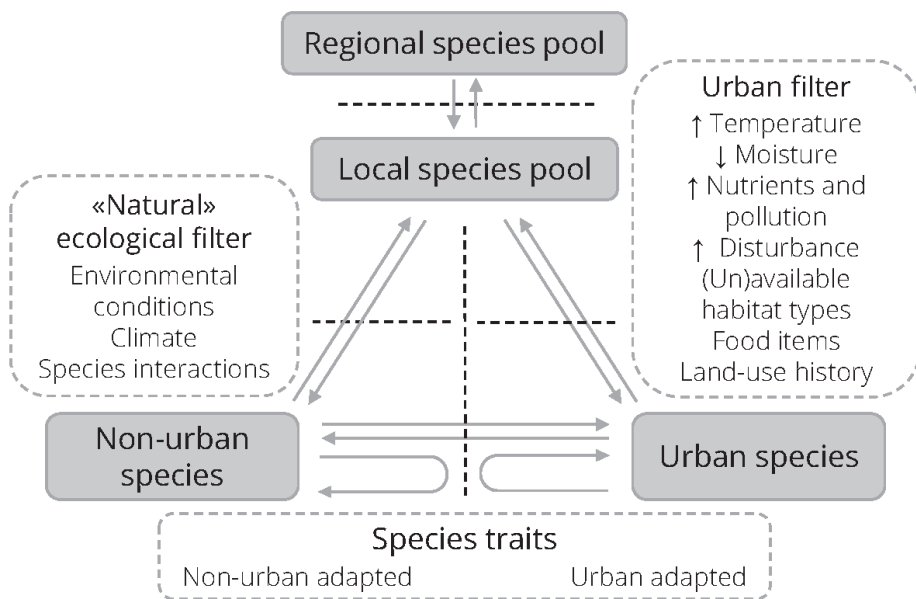 Regional species pool
Local species pool
«Natural»
ecological filter
Environmental
conditions
Climate
Species interactions
Urban filter
↑ Temperature
↓ Moisture
↑ Nutrients and
pollution
↑ Disturbance
(Un)available
habitat types
Food items
Land-use history
Non-urban
species
Urban species
Species traits
Non-urban adapted
Urban adapted